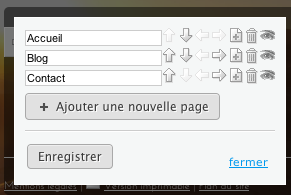 Accueil
Blog
Contact
+ Ajouter une nouvelle page
Enregistrer
fermer
Mentions légales | Version imprimable | Plan du site